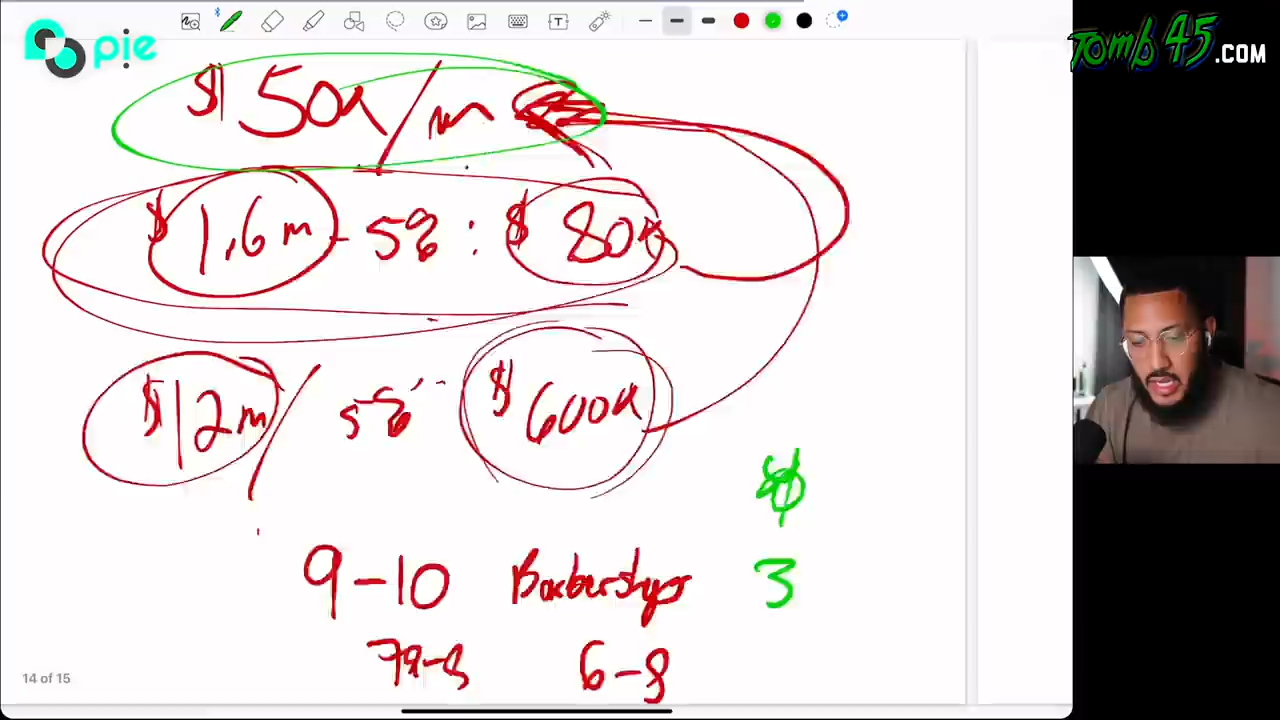 pie
Tomb 45.COM
$50k/m
$1.6m - 5% : $80k
$12m / 5% $600k
$
9-10 Barbershops 3
6-8
14 of 15